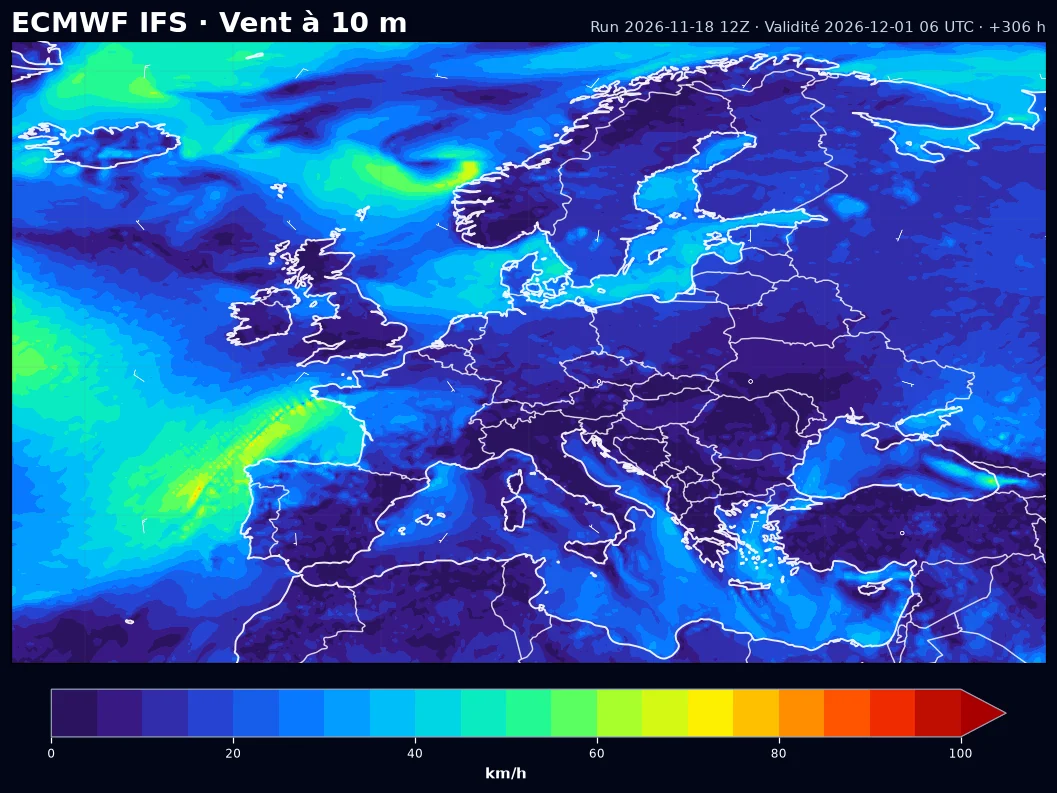 ECMWF IFS · Vent à 10 m
Run 2026-11-18 12Z · Validité 2026-12-01 06 UTC · +306 h
0 20 40 60 80 100
km/h